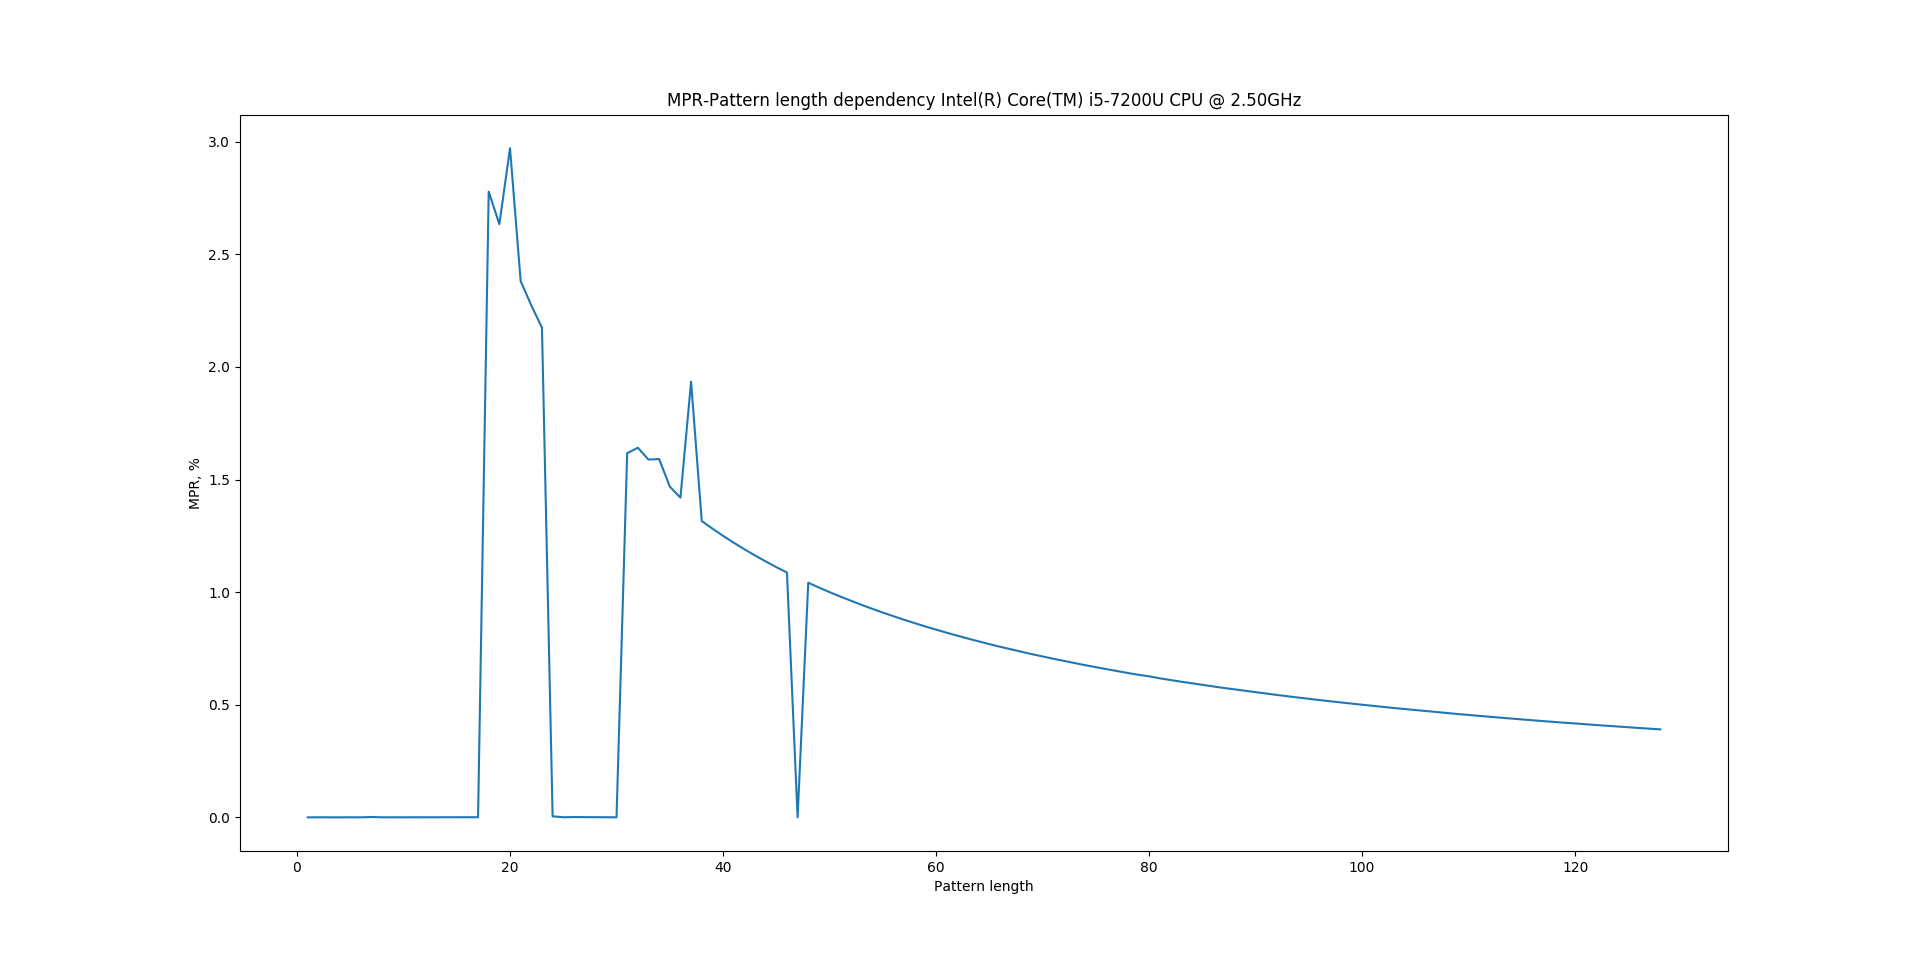 MPR-Pattern length dependency Intel(R) Core(TM) i5-7200U CPU @ 2.50GHz
3.0
2.5
2.0
1.5
1.0
0.5
0.0
MPR, %
0 20 40 60 80 100 120
Pattern length